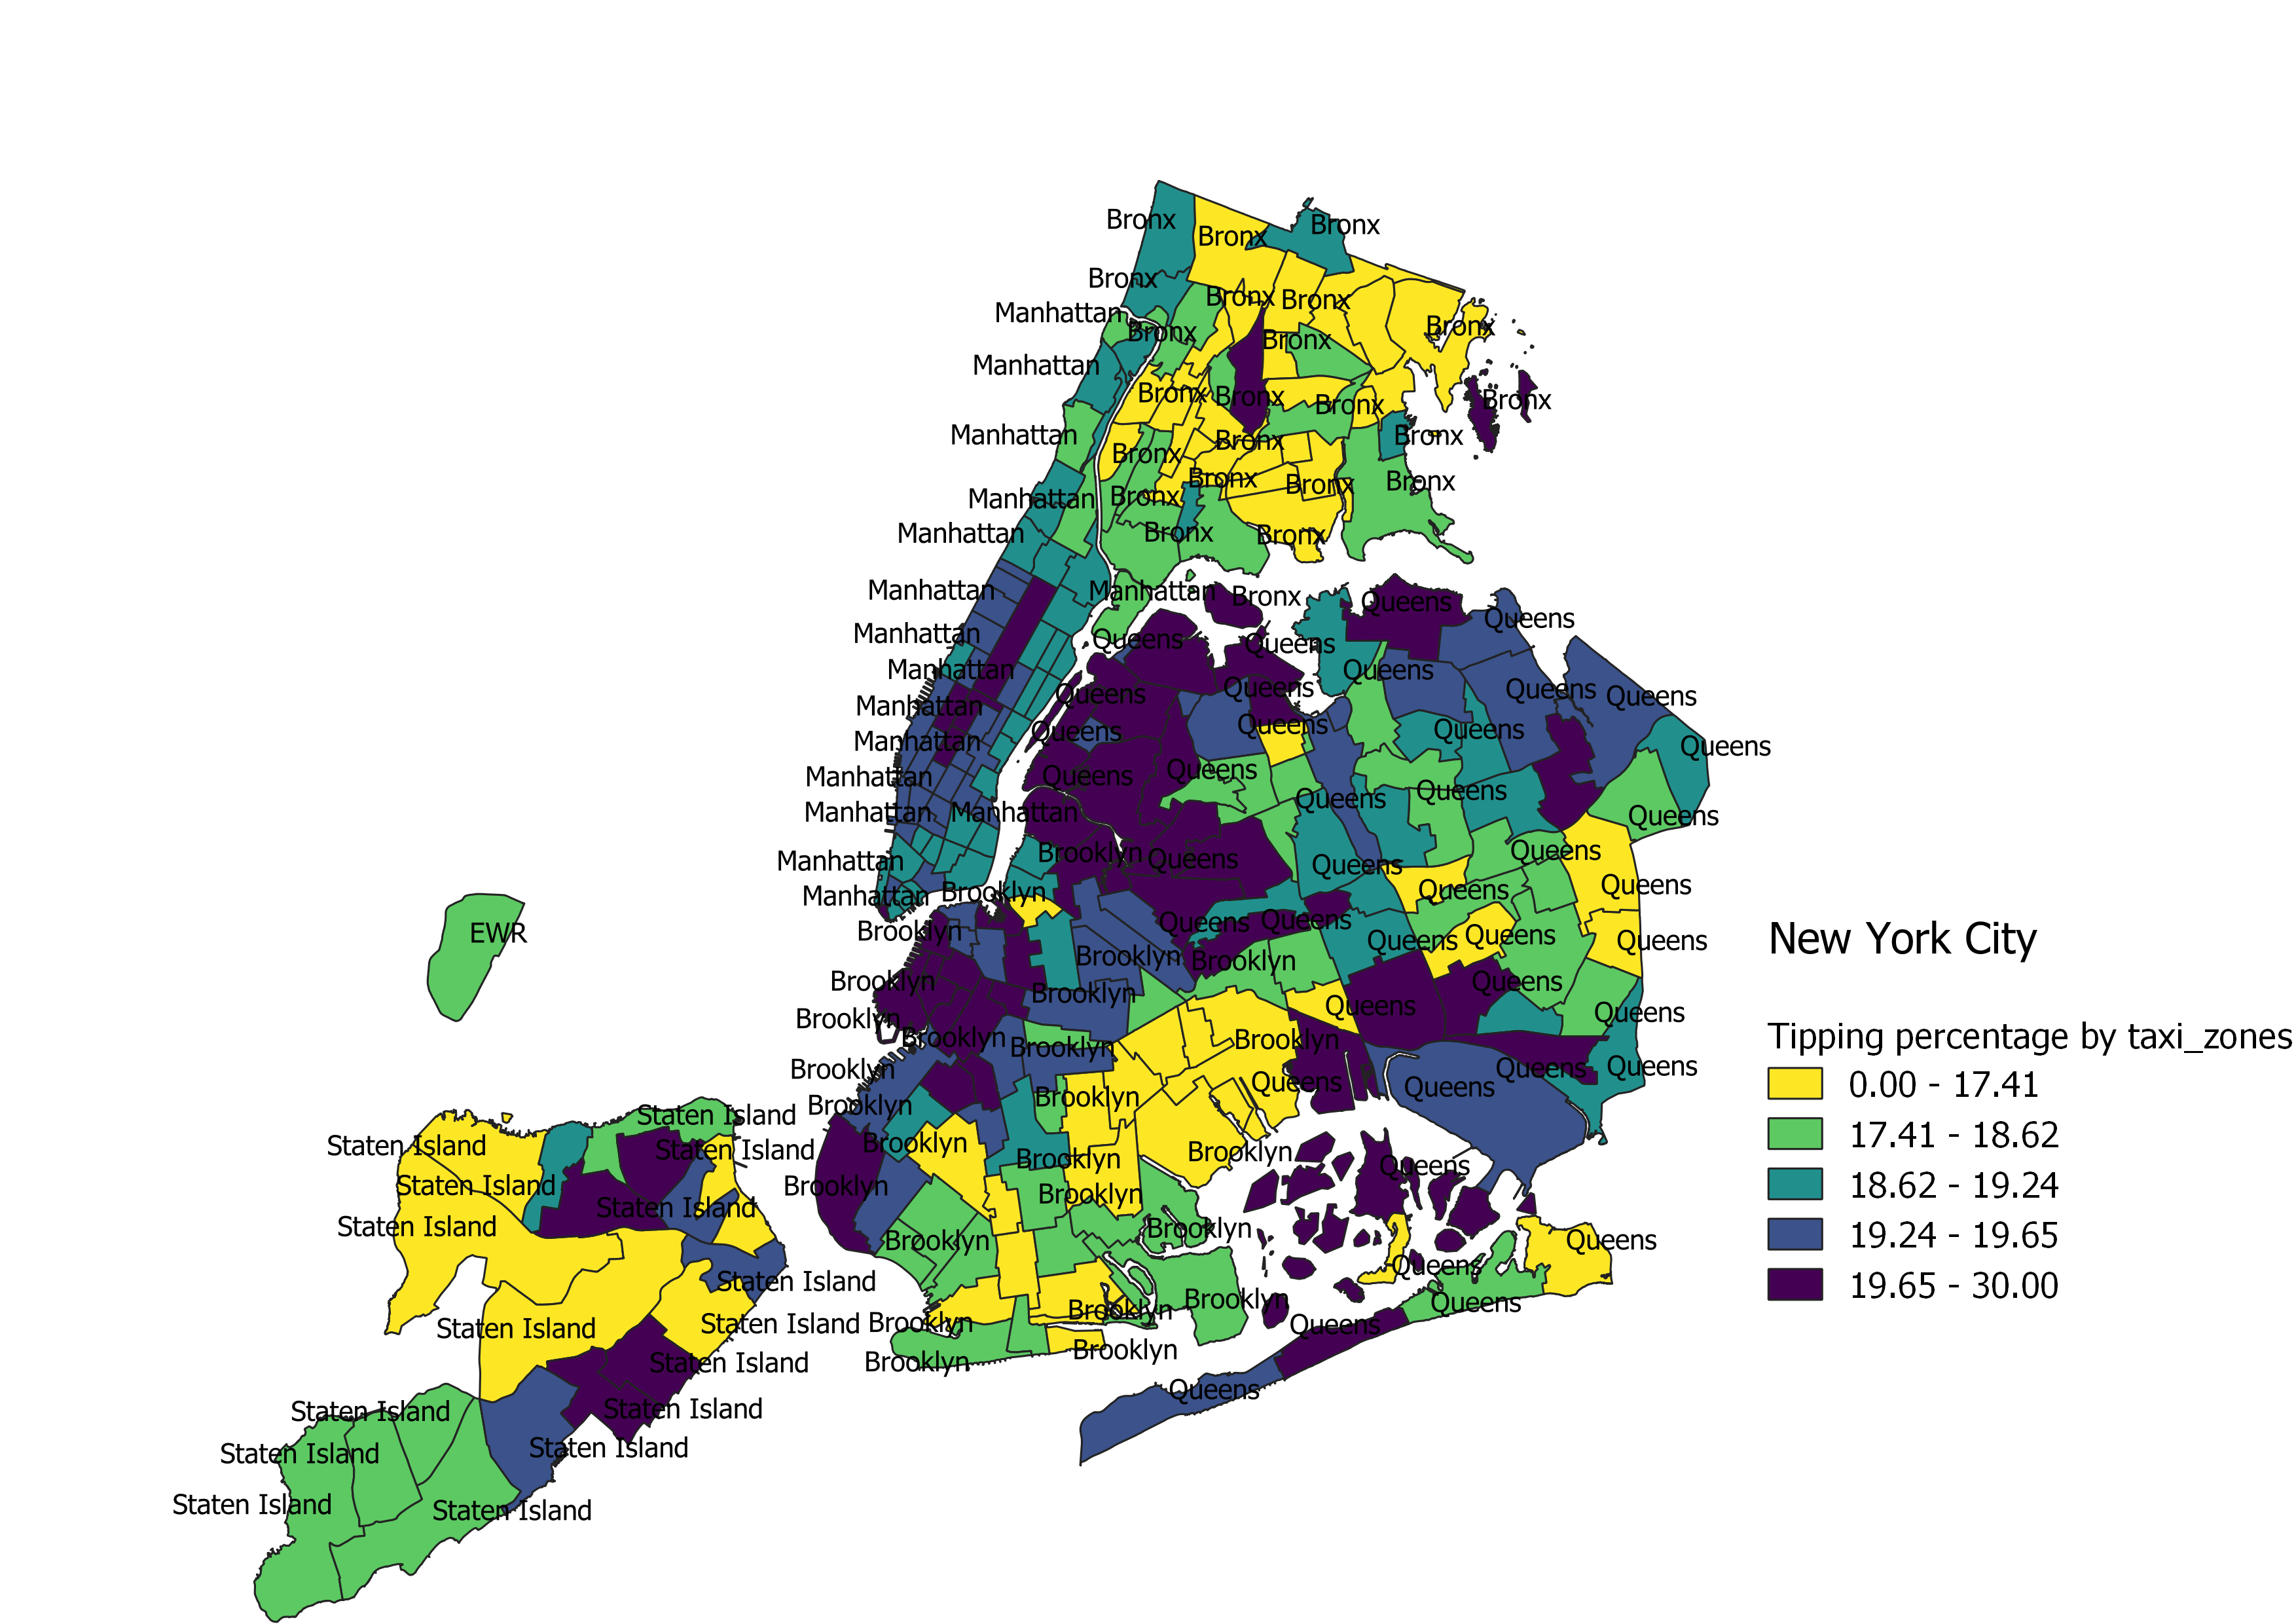 Bronx
Bronx
Bronx
Bronx
Bronx
Bronx
Manhattan
Bronx
Bronx
Bronx
Manhattan
Bronx
Bronx
Bronx
Bronx
Manhattan
Bronx
Bronx
Bronx
Bronx
Bronx
Bronx
Manhattan
Bronx
Manhattan
Bronx
Bronx
Manhattan
Manhattan
Bronx
Queens
Queens
Manhattan
Queens
Queens
Manhattan
Queens
Queens
Queens
Queens
Queens
Manhattan
Queens
Queens
Queens
Manhattan
Queens
Queens
Manhattan
Queens
Queens
Queens
Queens
Manhattan
Manhattan
Queens
Manhattan
Brooklyn
Queens
Queens
Queens
Manhattan
Brooklyn
Queens
Queens
EWR
Brooklyn
Queens
Queens
Queens
Queens
Queens
New York City
Brooklyn
Brooklyn
Brooklyn
Brooklyn
Queens
Brooklyn
Queens
Queens
Brooklyn
Brooklyn
Brooklyn
Tipping percentage by taxi_zones
Brooklyn
Queens
Queens
Queens
Queens
0.00 - 17.41
Brooklyn
Brooklyn
Staten Island
17.41 - 18.62
Staten Island
Staten Island
Brooklyn
Brooklyn
Brooklyn
Queens
18.62 - 19.24
Staten Island
Brooklyn
Brooklyn
Staten Island
Staten Island
Brooklyn
Brooklyn
Queens
19.24 - 19.65
Staten Island
Queens
19.65 - 30.00
Brooklyn
Brooklyn
Queens
Staten Island
Staten Island
Brooklyn
Queens
Staten Island
Brooklyn
Brooklyn
Queens
Staten Island
Staten Island
Staten Island
Staten Island
Staten Island
Staten Island